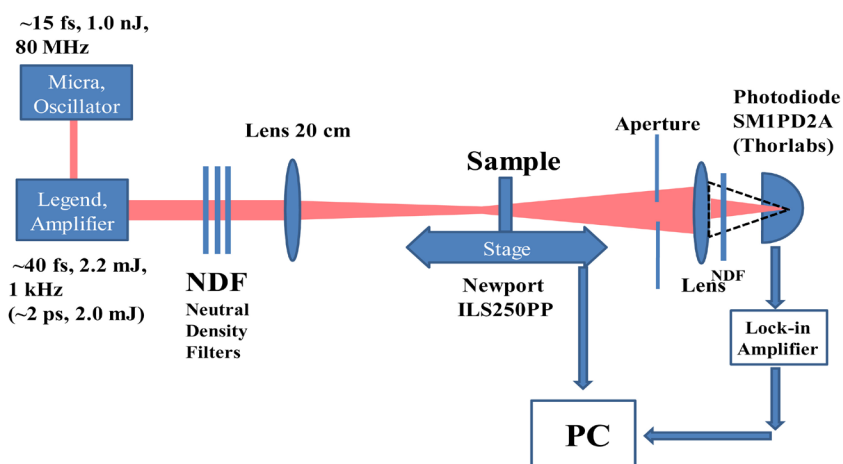 ~15 fs, 1.0 nJ,
80 MHz
Micra,
Oscillator
Legend,
Amplifier
~40 fs, 2.2 mJ,
1 kHz
(~2 ps, 2.0 mJ)
NDF
Neutral
Density
Filters
Lens 20 cm
Sample
Stage
Newport
ILS250PP
Aperture
Lens
NDF
Photodiode
SM1PD2A
(Thorlabs)
Lock-in
Amplifier
PC